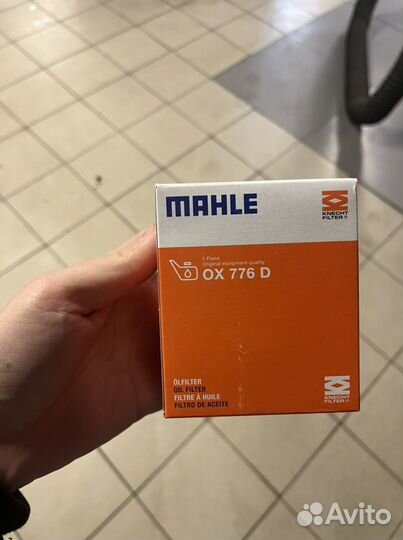 MAHLE
KNECHT
FILTER
1 Piece
Original equipment quality
OX 776 D
ÖLFILTER
OIL FILTER
FILTRE À HUILE
FILTRO DE ACEITE
KNECHT
FILTER
Avito